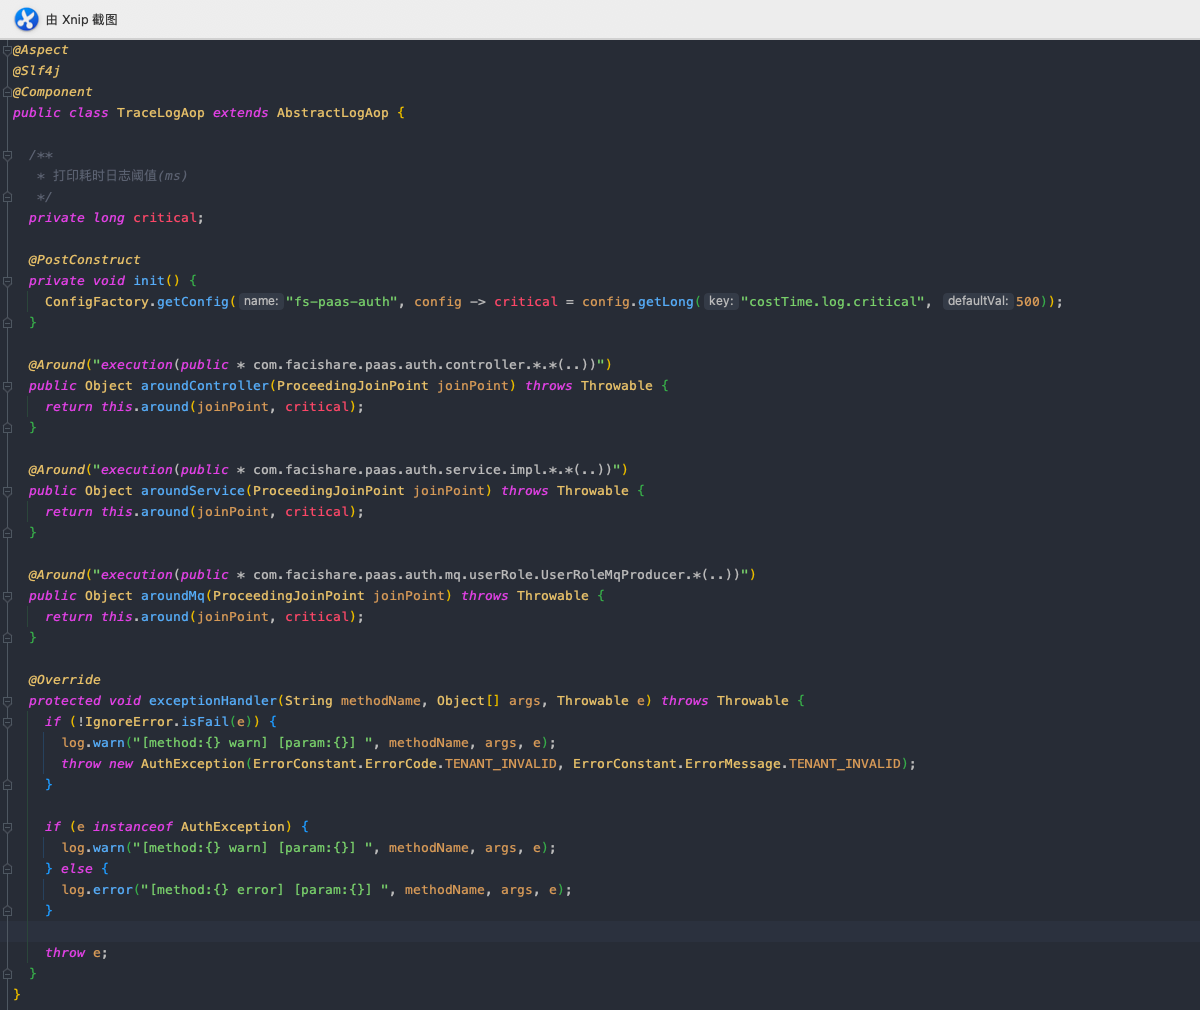 由 Xnip 截图
@Aspect
@Slf4j
@Component
public class TraceLogAop extends AbstractLogAop {
/**
* 打印耗时日志阈值(ms)
*/
private long critical;
@PostConstruct
private void init() {
ConfigFactory.getConfig( name: "fs-paas-auth", config -> critical = config.getLong( key: "costTime.log.critical", defaultVal: 500));
}
@Around("execution(public * com.facishare.paas.auth.controller.*.*(..))")
public Object aroundController(ProceedingJoinPoint joinPoint) throws Throwable {
return this.around(joinPoint, critical);
}
@Around("execution(public * com.facishare.paas.auth.service.impl.*.*(..))")
public Object aroundService(ProceedingJoinPoint joinPoint) throws Throwable {
return this.around(joinPoint, critical);
}
@Around("execution(public * com.facishare.paas.auth.mq.userRole.UserRoleMqProducer.*(..))")
public Object aroundMq(ProceedingJoinPoint joinPoint) throws Throwable {
return this.around(joinPoint, critical);
}
@Override
protected void exceptionHandler(String methodName, Object[] args, Throwable e) throws Throwable {
if (!IgnoreError.isFail(e)) {
log.warn("[method:{} warn] [param:{}] ", methodName, args, e);
throw new AuthException(ErrorConstant.ErrorCode.TENANT_INVALID, ErrorConstant.ErrorMessage.TENANT_INVALID);
}
if (e instanceof AuthException) {
log.warn("[method:{} warn] [param:{}] ", methodName, args, e);
} else {
log.error("[method:{} error] [param:{}] ", methodName, args, e);
}
throw e;
}
}